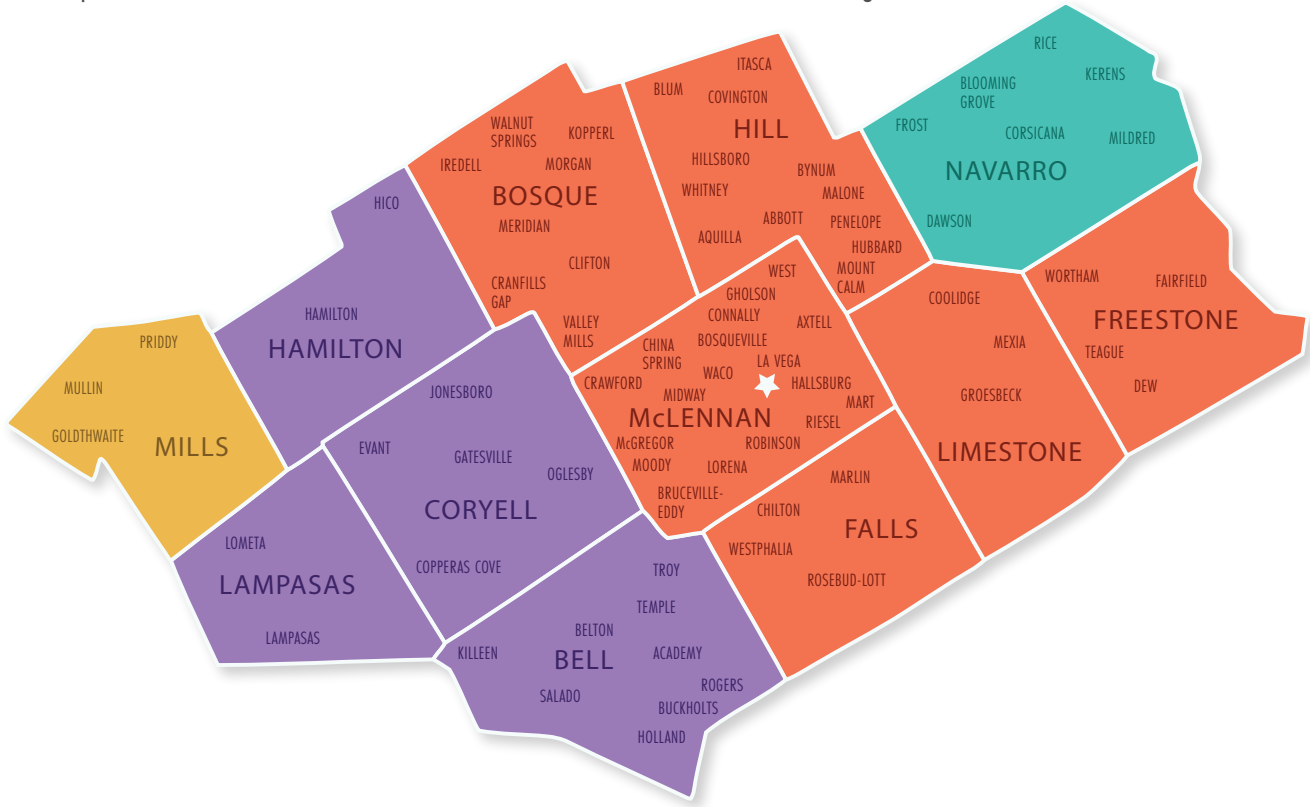 RICE
KERENS
BLOOMING
GROVE
FROST
CORSICANA
MILDRED
NAVARRO
DAWSON
ITASCA
BLUM
COVINGTON
HILL
HILLSBORO
BYNUM
WHITNEY
MALONE
ABBOTT
PENELOPE
AQUILLA
HUBBARD
MOUNT
CALM
WALNUT
SPRINGS
KOPPERL
IREDELL
MORGAN
BOSQUE
MERIDIAN
CLIFTON
CRANFILLS
GAP
VALLEY
MILLS
HICO
HAMILTON
HAMILTON
PRIDDY
MULLIN
GOLDTHWAITE
MILLS
WEST
GHOLSON
CONNALLY
AXTELL
BOSQUEVILLE
CHINA
SPRING
LA VEGA
WACO
CRAWFORD
HALLSBURG
MIDWAY
MART
McLENNAN
RIESEL
McGREGOR
ROBINSON
MOODY
LORENA
BRUCEVILLE-
EDDY
COOLIDGE
MEXIA
GROESBECK
LIMESTONE
WORTHAM
FAIRFIELD
FREESTONE
TEAGUE
DEW
MARLIN
CHILTON
FALLS
WESTPHALIA
ROSEBUD-LOTT
JONESBORO
EVANT
GATESVILLE
OGLESBY
CORYELL
COPPERAS COVE
LOMETA
LAMPASAS
LAMPASAS
TROY
TEMPLE
BELTON
KILLEEN
BELL
ACADEMY
ROGERS
SALADO
BUCKHOLTS
HOLLAND